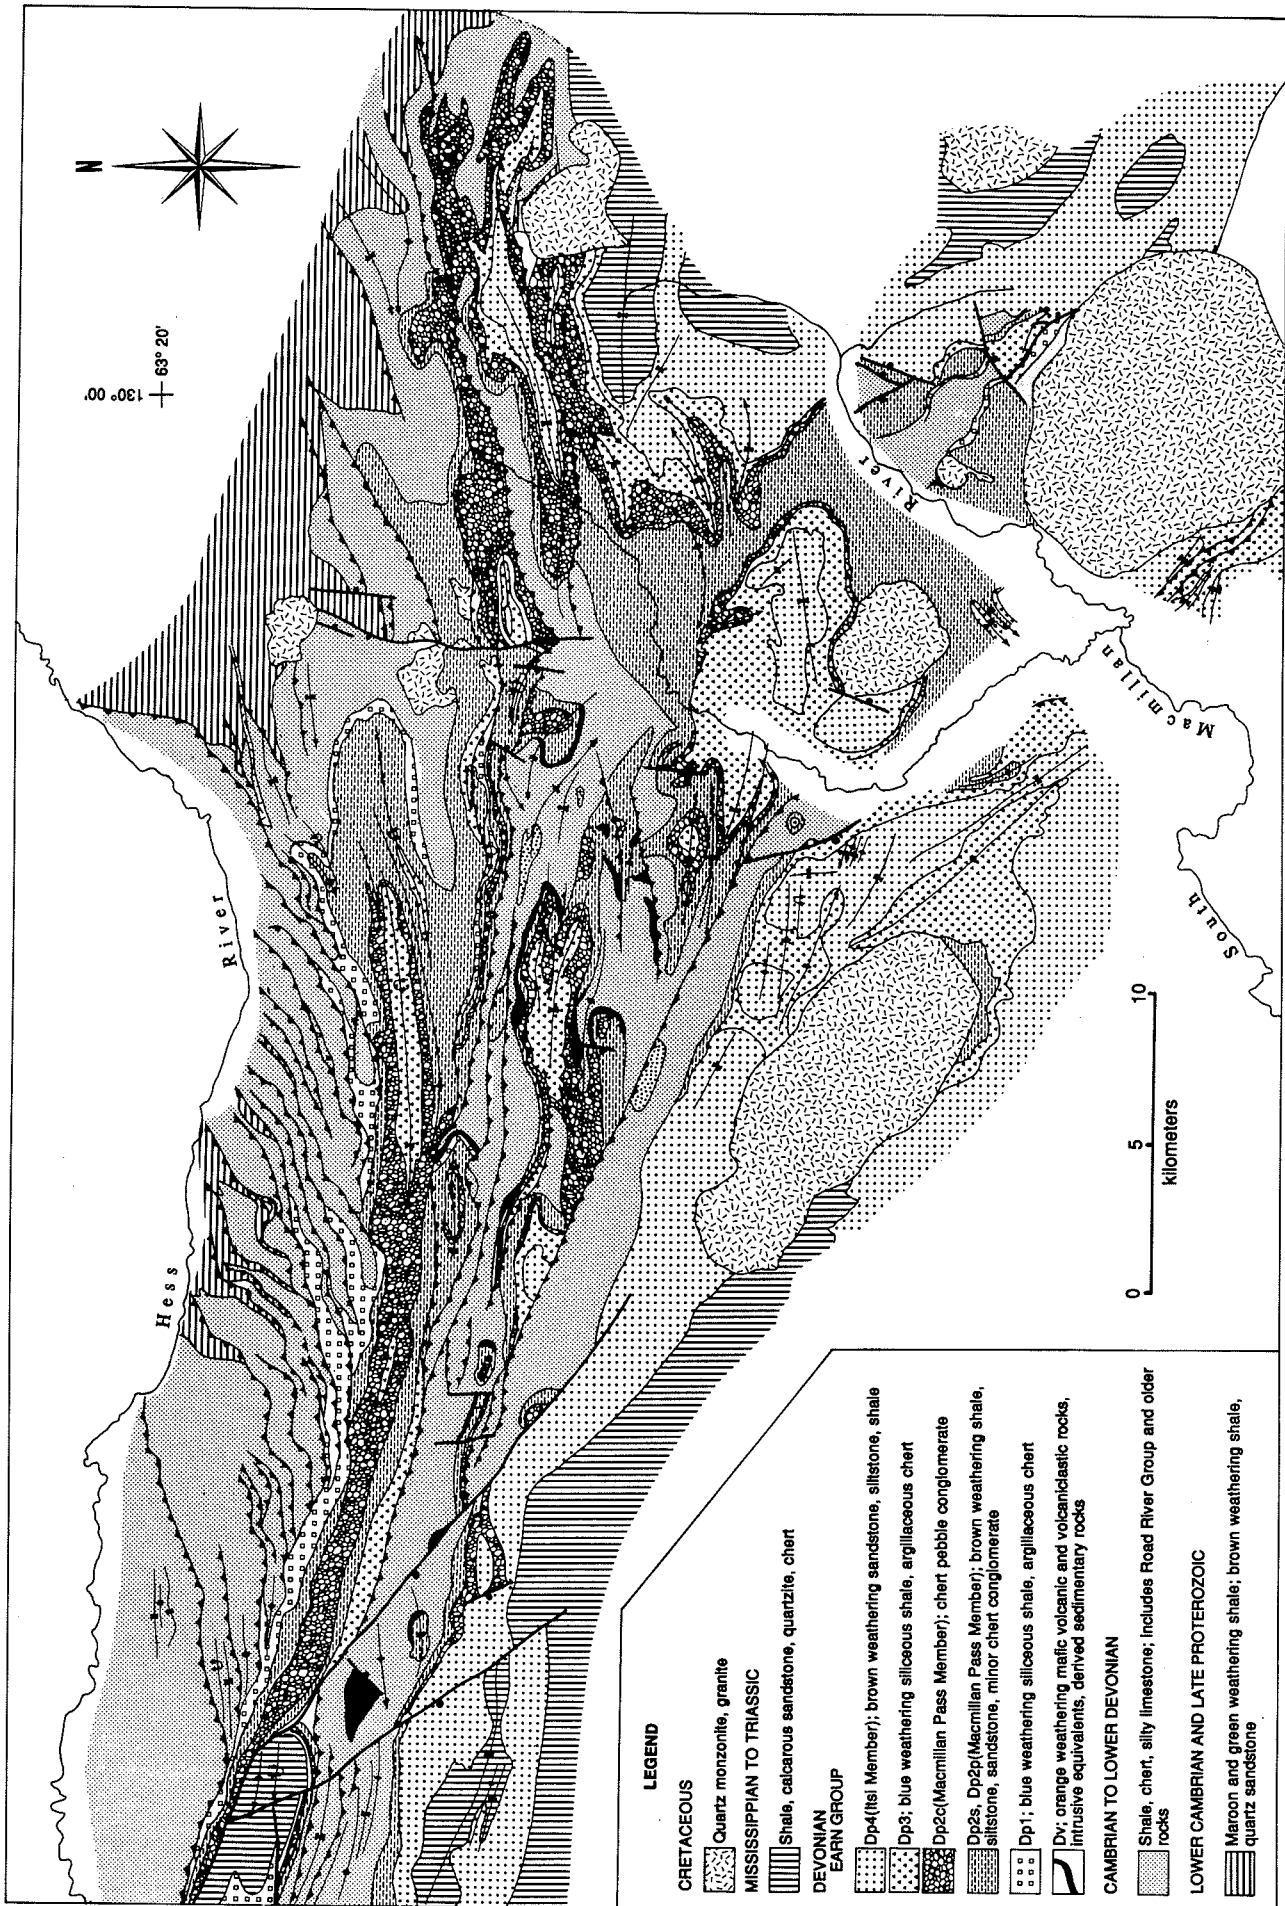 N
130° 00'
63° 20'
Hess
River
River
Macmillan
South
0
5
10
kilometers
LEGEND
CRETACEOUS
Quartz monzonite, granite
MISSISSIPPIAN TO TRIASSIC
Shale, calcarous sandstone, quartzite, chert
DEVONIAN
EARN GROUP
Dp4(Itsi Member); brown weathering sandstone, siltstone, shale
Dp3; blue weathering siliceous shale, argillaceous chert
Dp2c(Macmillan Pass Member); chert pebble conglomerate
Dp2s, Dp2p(Macmillan Pass Member); brown weathering shale,
siltstone, sandstone, minor chert conglomerate
Dp1; blue weathering siliceous shale, argillaceous chert
Dv; orange weathering mafic volcanic and volcaniclastic rocks,
intrusive equivalents, derived sedimentary rocks
CAMBRIAN TO LOWER DEVONIAN
Shale, chert, silty limestone; includes Road River Group and older
rocks
LOWER CAMBRIAN AND LATE PROTEROZOIC
Maroon and green weathering shale; brown weathering shale,
quartz sandstone